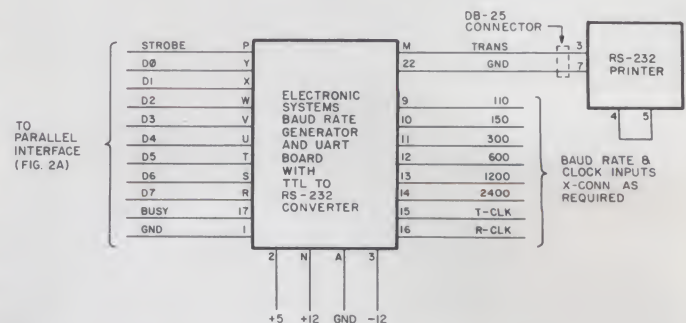 DB-25
CONNECTOR
STROBE P
D0 Y
D1 X
D2 W
D3 V
D4 U
D5 T
D6 S
D7 R
BUSY 17
GND 1
TO
PARALLEL
INTERFACE
(FIG. 2A)
ELECTRONIC
SYSTEMS
BAUD RATE
GENERATOR
AND UART
BOARD
WITH
TTL TO
RS-232
CONVERTER
M TRANS 3
22 GND 7
RS-232
PRINTER
4 5
9 110
10 150
11 300
12 600
13 1200
14 2400
15 T-CLK
16 R-CLK
BAUD RATE &
CLOCK INPUTS
X-CONN AS
REQUIRED
2 N A 3
+5 +12 GND -12